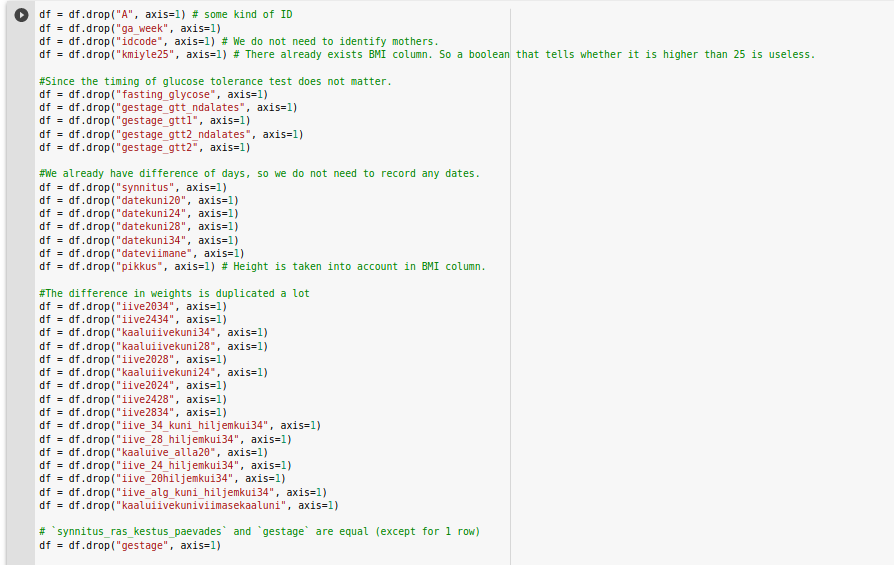 df = df.drop("A", axis=1) # some kind of ID
df = df.drop("ga_week", axis=1)
df = df.drop("idcode", axis=1) # We do not need to identify mothers.
df = df.drop("kmiyle25", axis=1) # There already exists BMI column. So a boolean that tells whether it is higher than 25 is useless.
#Since the timing of glucose tolerance test does not matter.
df = df.drop("fasting_glycose", axis=1)
df = df.drop("gestage_gtt_ndalates", axis=1)
df = df.drop("gestage_gtt1", axis=1)
df = df.drop("gestage_gtt2_ndalates", axis=1)
df = df.drop("gestage_gtt2", axis=1)
#We already have difference of days, so we do not need to record any dates.
df = df.drop("synnitus", axis=1)
df = df.drop("datekuni20", axis=1)
df = df.drop("datekuni24", axis=1)
df = df.drop("datekuni28", axis=1)
df = df.drop("datekuni34", axis=1)
df = df.drop("dateviimane", axis=1)
df = df.drop("pikkus", axis=1) # Height is taken into account in BMI column.
#The difference in weights is duplicated a lot
df = df.drop("iive2034", axis=1)
df = df.drop("iive2434", axis=1)
df = df.drop("kaaluiivekuni34", axis=1)
df = df.drop("kaaluiivekuni28", axis=1)
df = df.drop("iive2028", axis=1)
df = df.drop("kaaluiivekuni24", axis=1)
df = df.drop("iive2024", axis=1)
df = df.drop("iive2428", axis=1)
df = df.drop("iive2834", axis=1)
df = df.drop("iive_34_kuni_hiljemkui34", axis=1)
df = df.drop("iive_28_hiljemkui34", axis=1)
df = df.drop("kaaluive_alla20", axis=1)
df = df.drop("iive_24_hiljemkui34", axis=1)
df = df.drop("iive_20hiljemkui34", axis=1)
df = df.drop("iive_alg_kuni_hiljemkui34", axis=1)
df = df.drop("kaaluiivekuniviimasekaaluni", axis=1)
# `synnitus_ras_kestus_paevades` and `gestage` are equal (except for 1 row)
df = df.drop("gestage", axis=1)